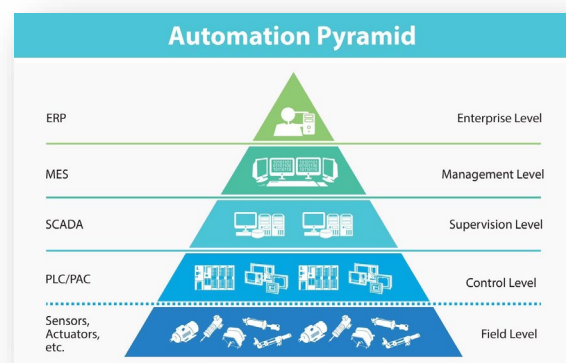 Automation Pyramid
ERP
Enterprise Level
MES
Management Level
SCADA
Supervision Level
PLC/PAC
Control Level
Sensors,
Actuators,
etc.
Field Level